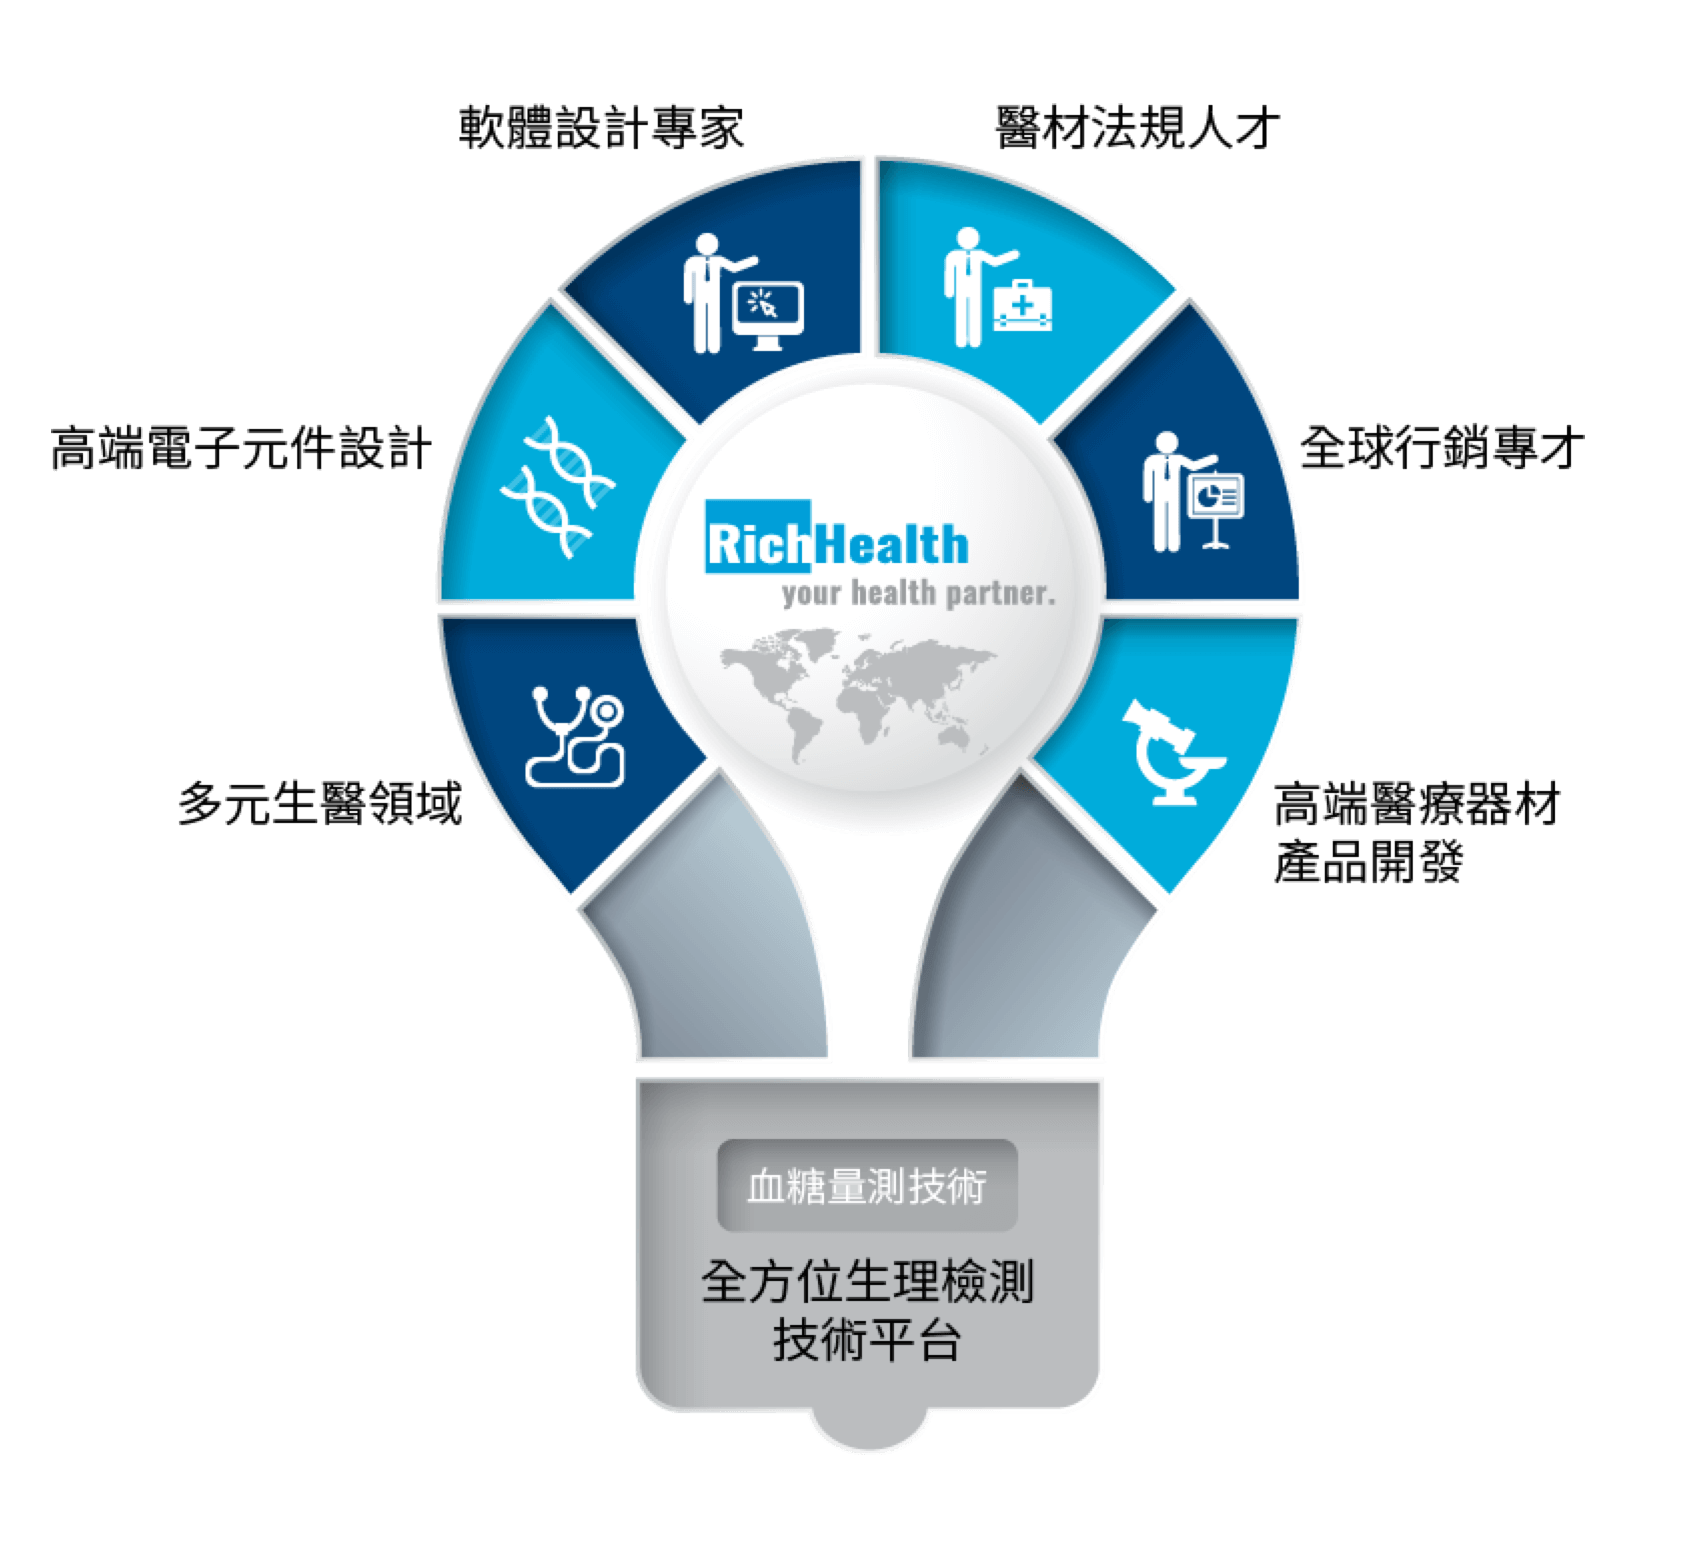 軟體設計專家
醫材法規人才
高端電子元件設計
全球行銷專才
RichHealth
your health partner.
多元生醫領域
高端醫療器材
產品開發
血糖量測技術
全方位生理檢測
技術平台